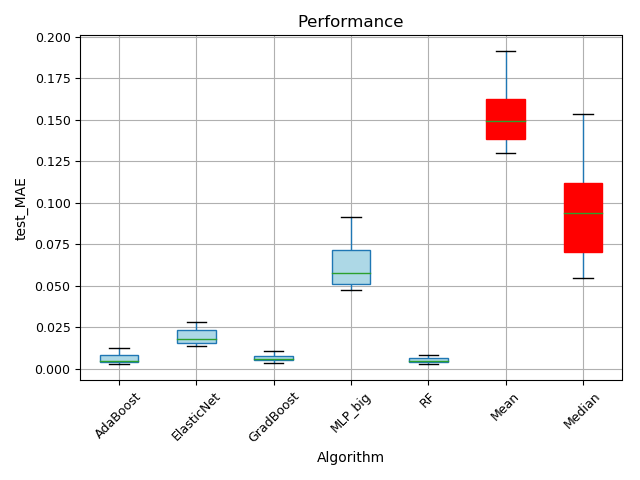 Performance
test_MAE
0.200
0.175
0.150
0.125
0.100
0.075
0.050
0.025
0.000
AdaBoost
ElasticNet
GradBoost
MLP_big
RF
Mean
Median
Algorithm